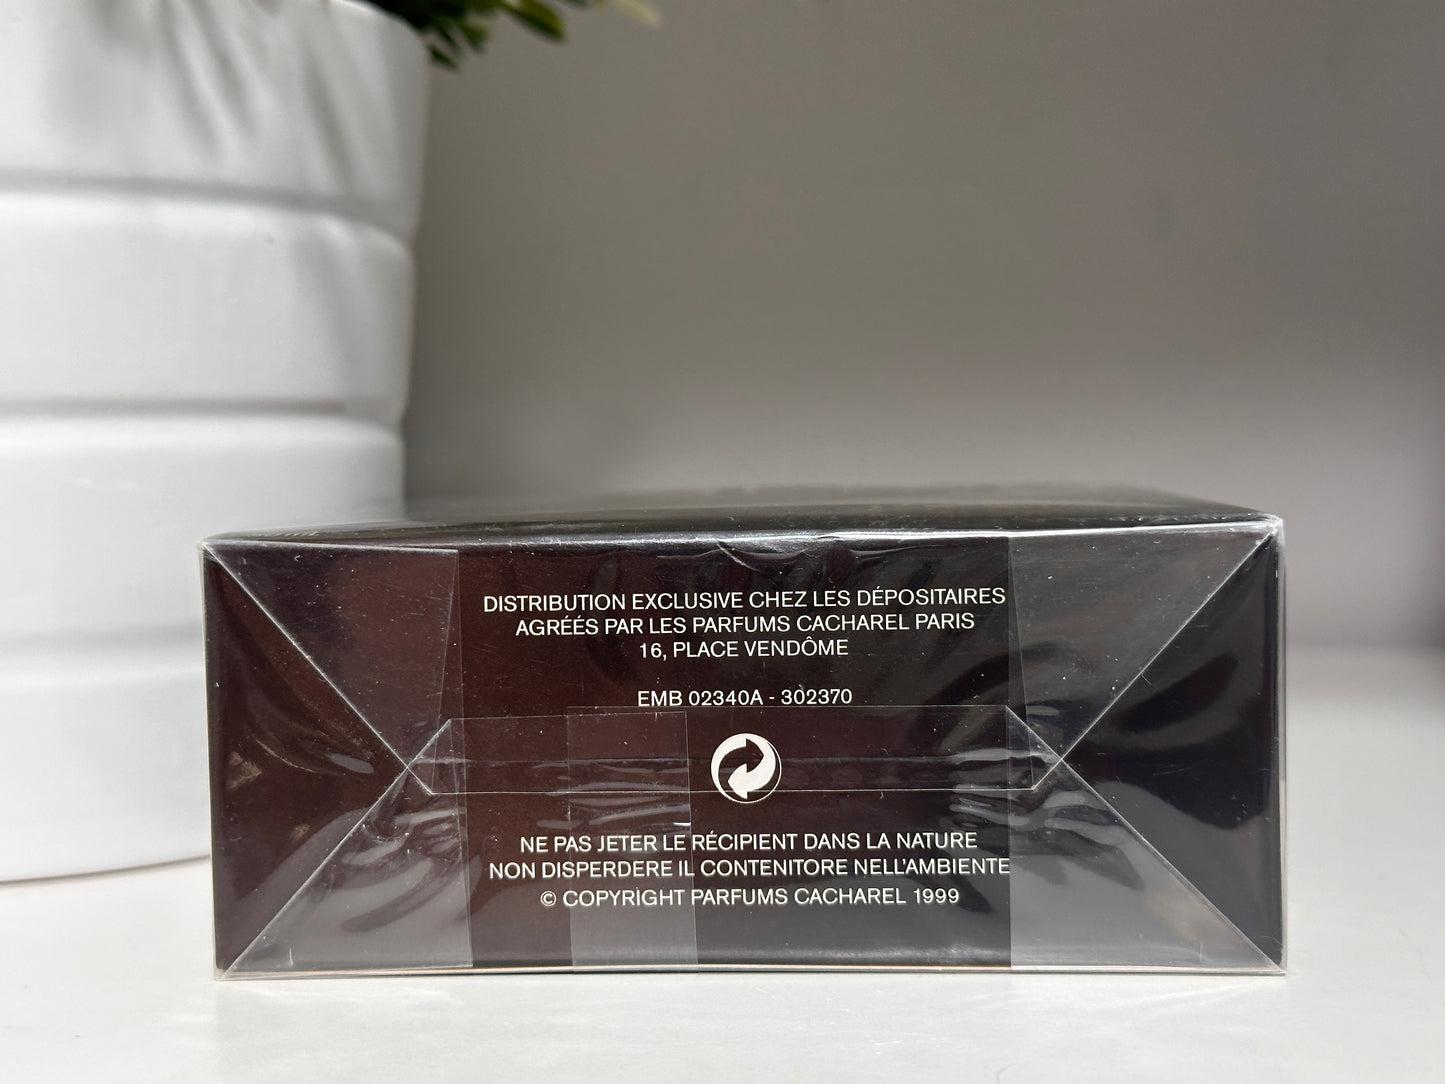 DISTRIBUTION EXCLUSIVE CHEZ LES DÉPOSITAIRES
AGRÉÉS PAR LES PARFUMS CACHAREL PARIS
16, PLACE VENDÔME
EMB 02340A - 302370
NE PAS JETER LE RÉCIPIENT DANS LA NATURE
NON DISPERDERE IL CONTENITORE NELL'AMBIENTE
© COPYRIGHT PARFUMS CACHAREL 1999